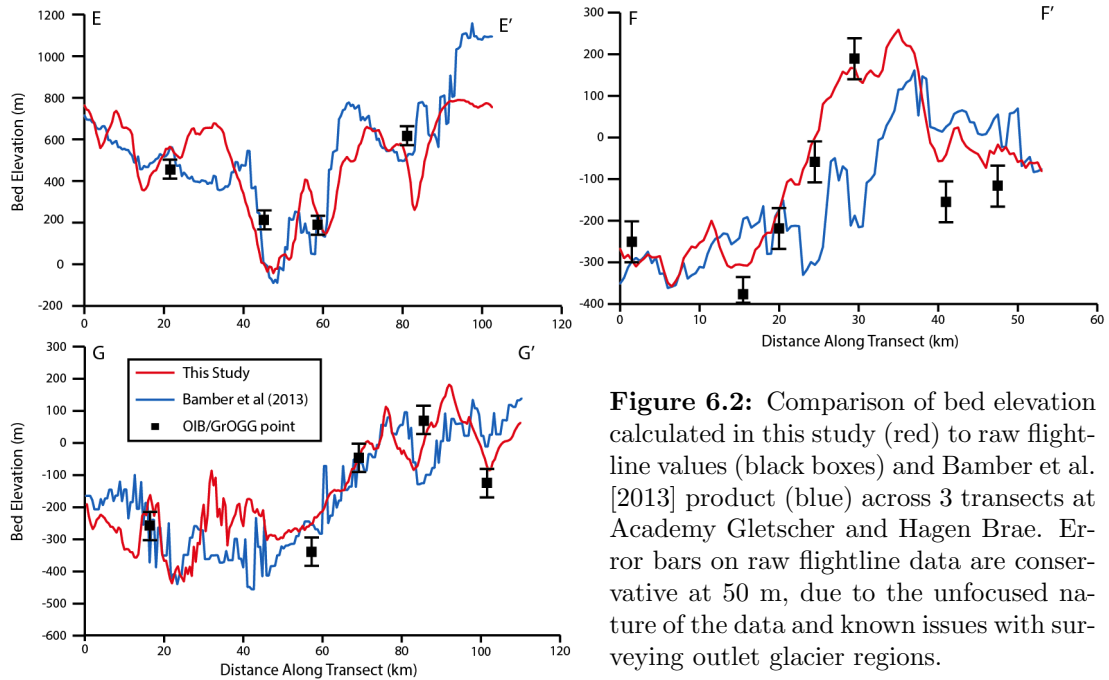 E
E'
1200
1000
800
600
400
200
0
-200
Bed Elevation (m)
0 20 40 60 80 100 120
F
F'
300
200
100
0
-100
-200
-300
-400
0 10 20 30 40 50 60
Distance Along Transect (km)
G
G'
300
200
100
0
-100
-200
-300
-400
-500
-600
Bed Elevation (m)
This Study
Bamber et al (2013)
OIB/GrOGG point
0 20 40 60 80 100 120
Distance Along Transect (km)
Figure 6.2: Comparison of bed elevation
calculated in this study (red) to raw flight-
line values (black boxes) and Bamber et al.
[2013] product (blue) across 3 transects at
Academy Gletscher and Hagen Brae. Er-
ror bars on raw flightline data are conser-
vative at 50 m, due to the unfocused na-
ture of the data and known issues with sur-
veying outlet glacier regions.